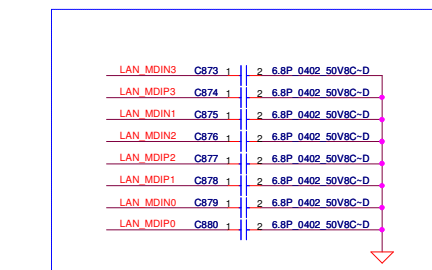 LAN_MDIN3 C873 1 2 6.8P_0402_50V8C~D
LAN_MDIP3 C874 1 2 6.8P_0402_50V8C~D
LAN_MDIN1 C875 1 2 6.8P_0402_50V8C~D
LAN_MDIN2 C876 1 2 6.8P_0402_50V8C~D
LAN_MDIP2 C877 1 2 6.8P_0402_50V8C~D
LAN_MDIP1 C878 1 2 6.8P_0402_50V8C~D
LAN_MDIN0 C879 1 2 6.8P_0402_50V8C~D
LAN_MDIP0 C880 1 2 6.8P_0402_50V8C~D